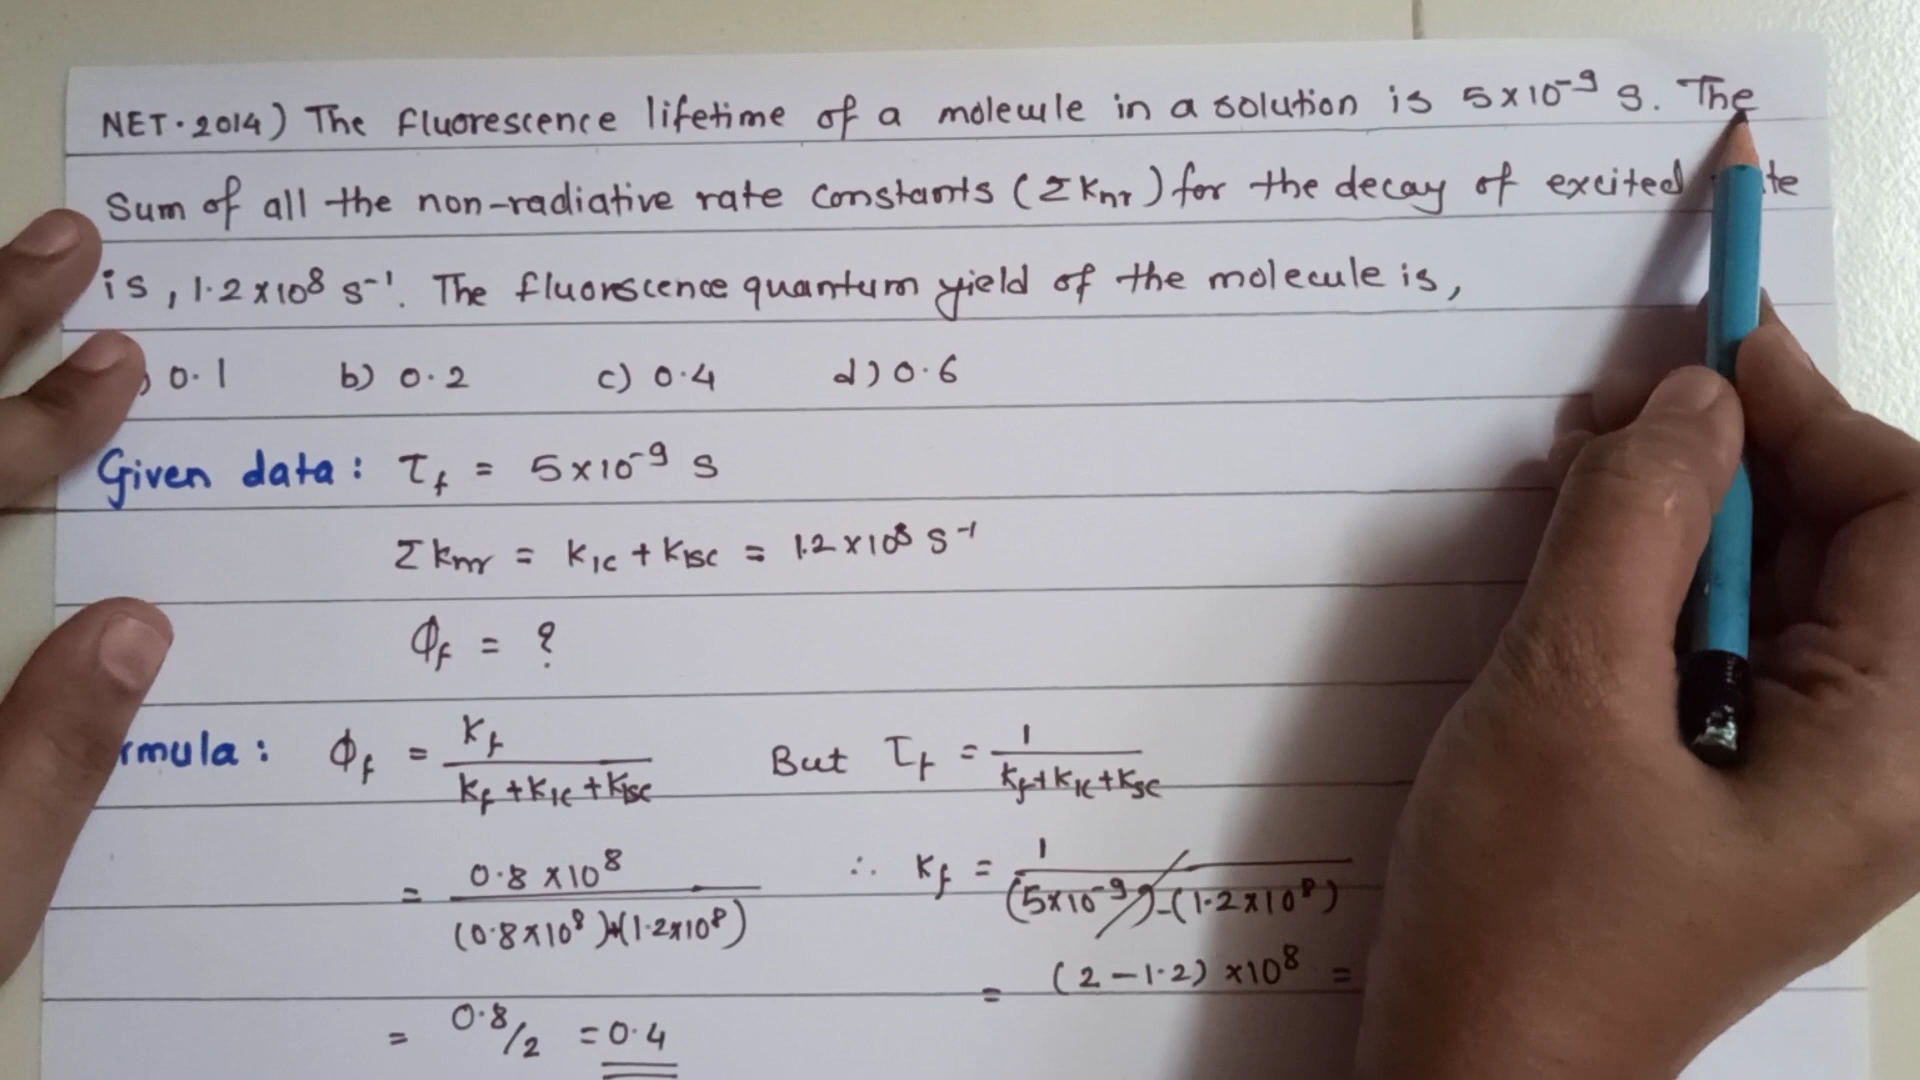 NET·2014) The fluorescence lifetime of a molecule in a solution is 5×10⁻⁹ s. The
Sum of all the non-radiative rate constants (Σ Knr) for the decay of excited
is, 1·2×10⁸ s⁻¹. The fluorscence quantum yield of the molecule is,
) 0·1 b) 0·2 c) 0·4 d) 0·6
Given data: τf = 5×10⁻⁹ s
Σ knr = KIC + KISC = 1.2×10⁸ s⁻¹
Φf = ?
rmula: Φf = Kf / Kf + KIC + KISC But τf = 1 / Kf + KIC + KISC
= 0·8 ×10⁸ / (0·8×10⁸)+(1·2×10⁸) ∴ Kf = 1 / (5×10⁻⁹)-(1·2×10⁸)
= (2-1·2) ×10⁸ =
= 0·8/2 = 0·4